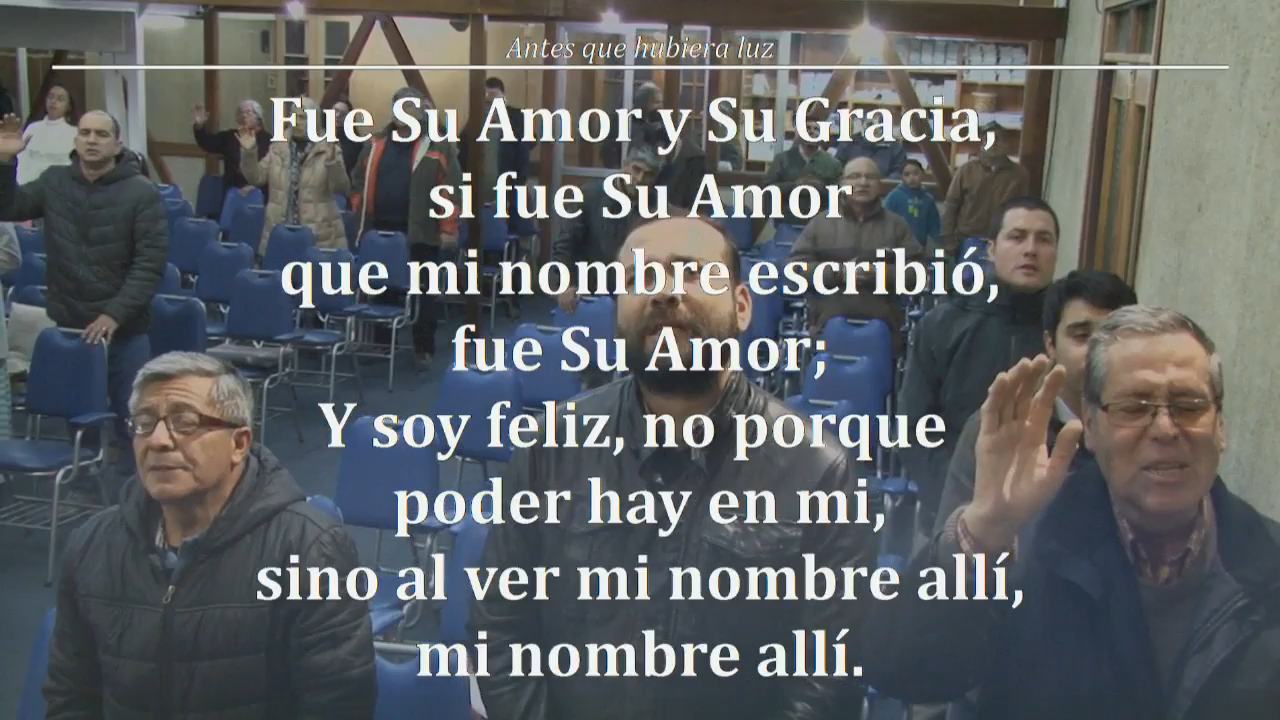 Antes que hubiera luz
Fue Su Amor y Su Gracia,
si fue Su Amor
que mi nombre escribió,
fue Su Amor;
Y soy feliz, no porque
poder hay en mi,
sino al ver mi nombre allí,
mi nombre allí.